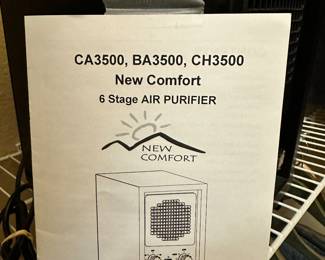 CA3500, BA3500, CH3500
New Comfort
6 Stage AIR PURIFIER
NEW
COMFORT